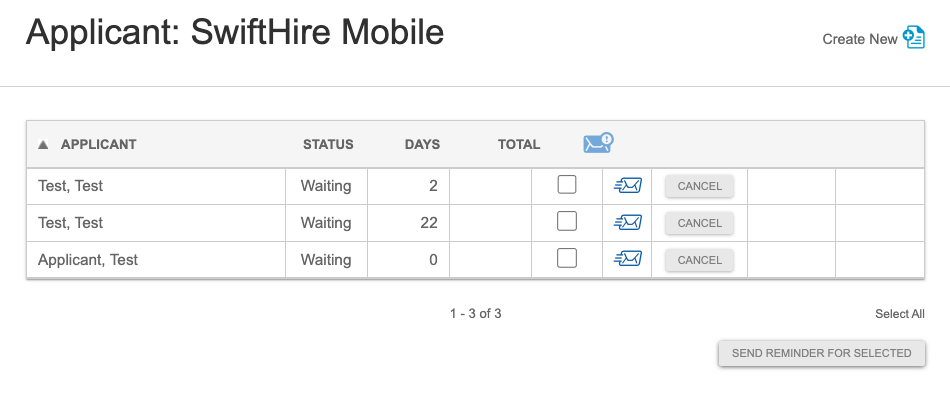 Applicant: SwiftHire Mobile
Create New
APPLICANT STATUS DAYS TOTAL
Test, Test Waiting 2 CANCEL
Test, Test Waiting 22 CANCEL
Applicant, Test Waiting 0 CANCEL
1 - 3 of 3 Select All
SEND REMINDER FOR SELECTED